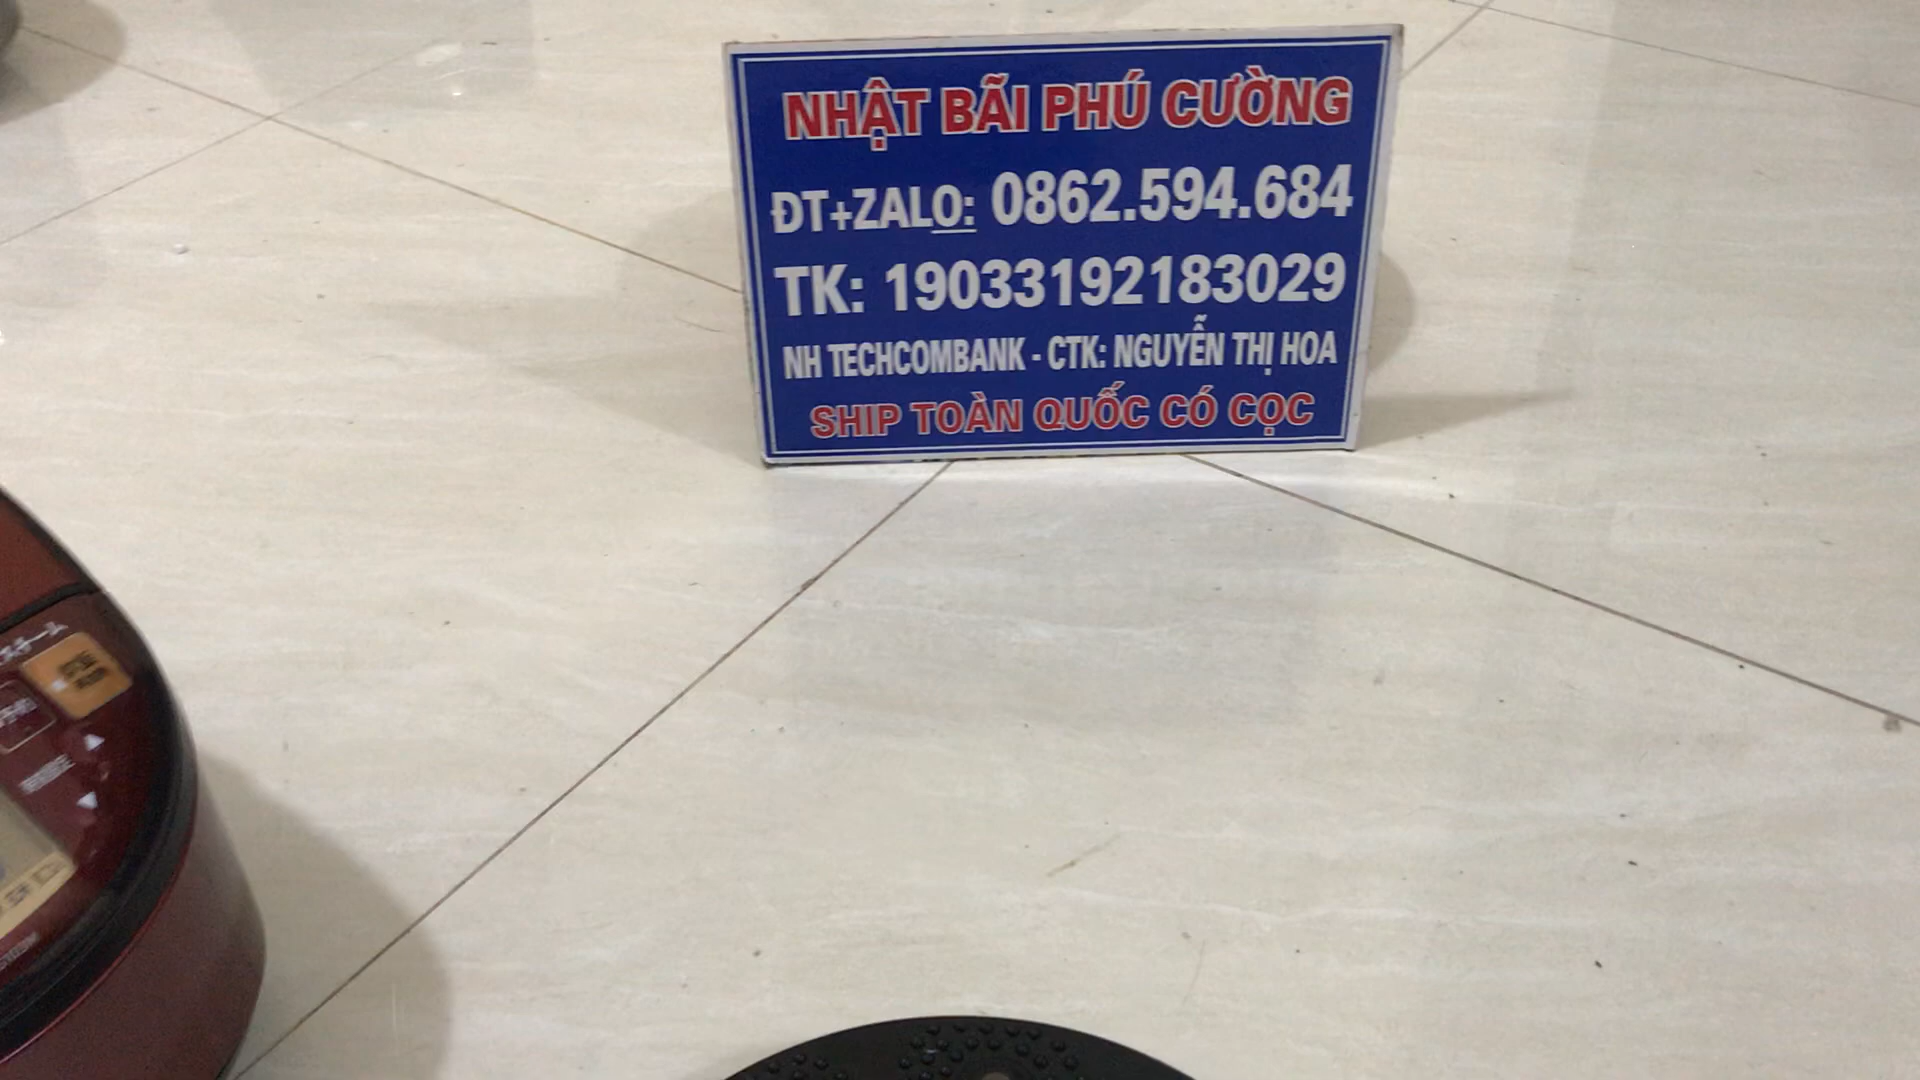 NHẬT BÃI PHÚ CƯỜNG
ĐT+ZALO: 0862.594.684
TK: 19033192183029
NH TECHCOMBANK - CTK: NGUYỄN THỊ HOA
SHIP TOÀN QUỐC CÓ CỌC